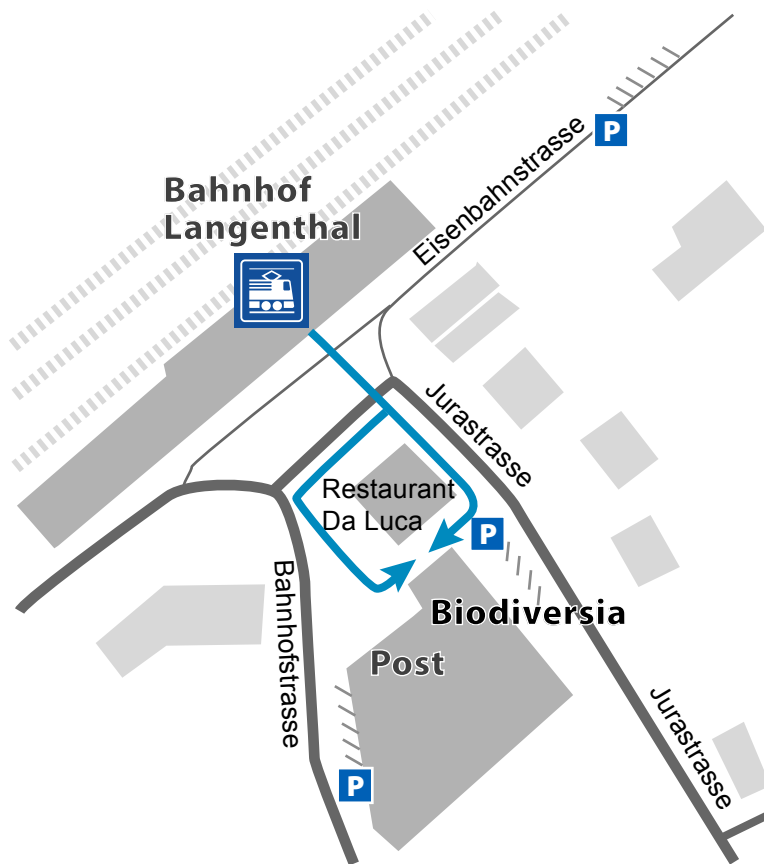 P
Eisenbahnstrasse
Bahnhof
Langenthal
Jurastrasse
Restaurant
Da Luca
P
Bahnhofstrasse
Biodiversia
Post
Jurastrasse
P